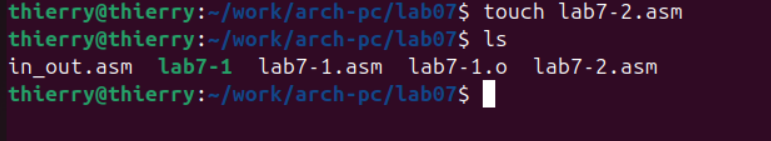 thierry@thierry:~/work/arch-pc/lab07$ touch lab7-2.asm
thierry@thierry:~/work/arch-pc/lab07$ ls
in_out.asm  lab7-1  lab7-1.asm  lab7-1.o  lab7-2.asm
thierry@thierry:~/work/arch-pc/lab07$